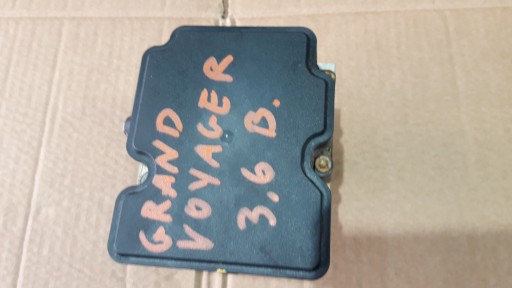 GRAND
VOYAGER
3.6 B.